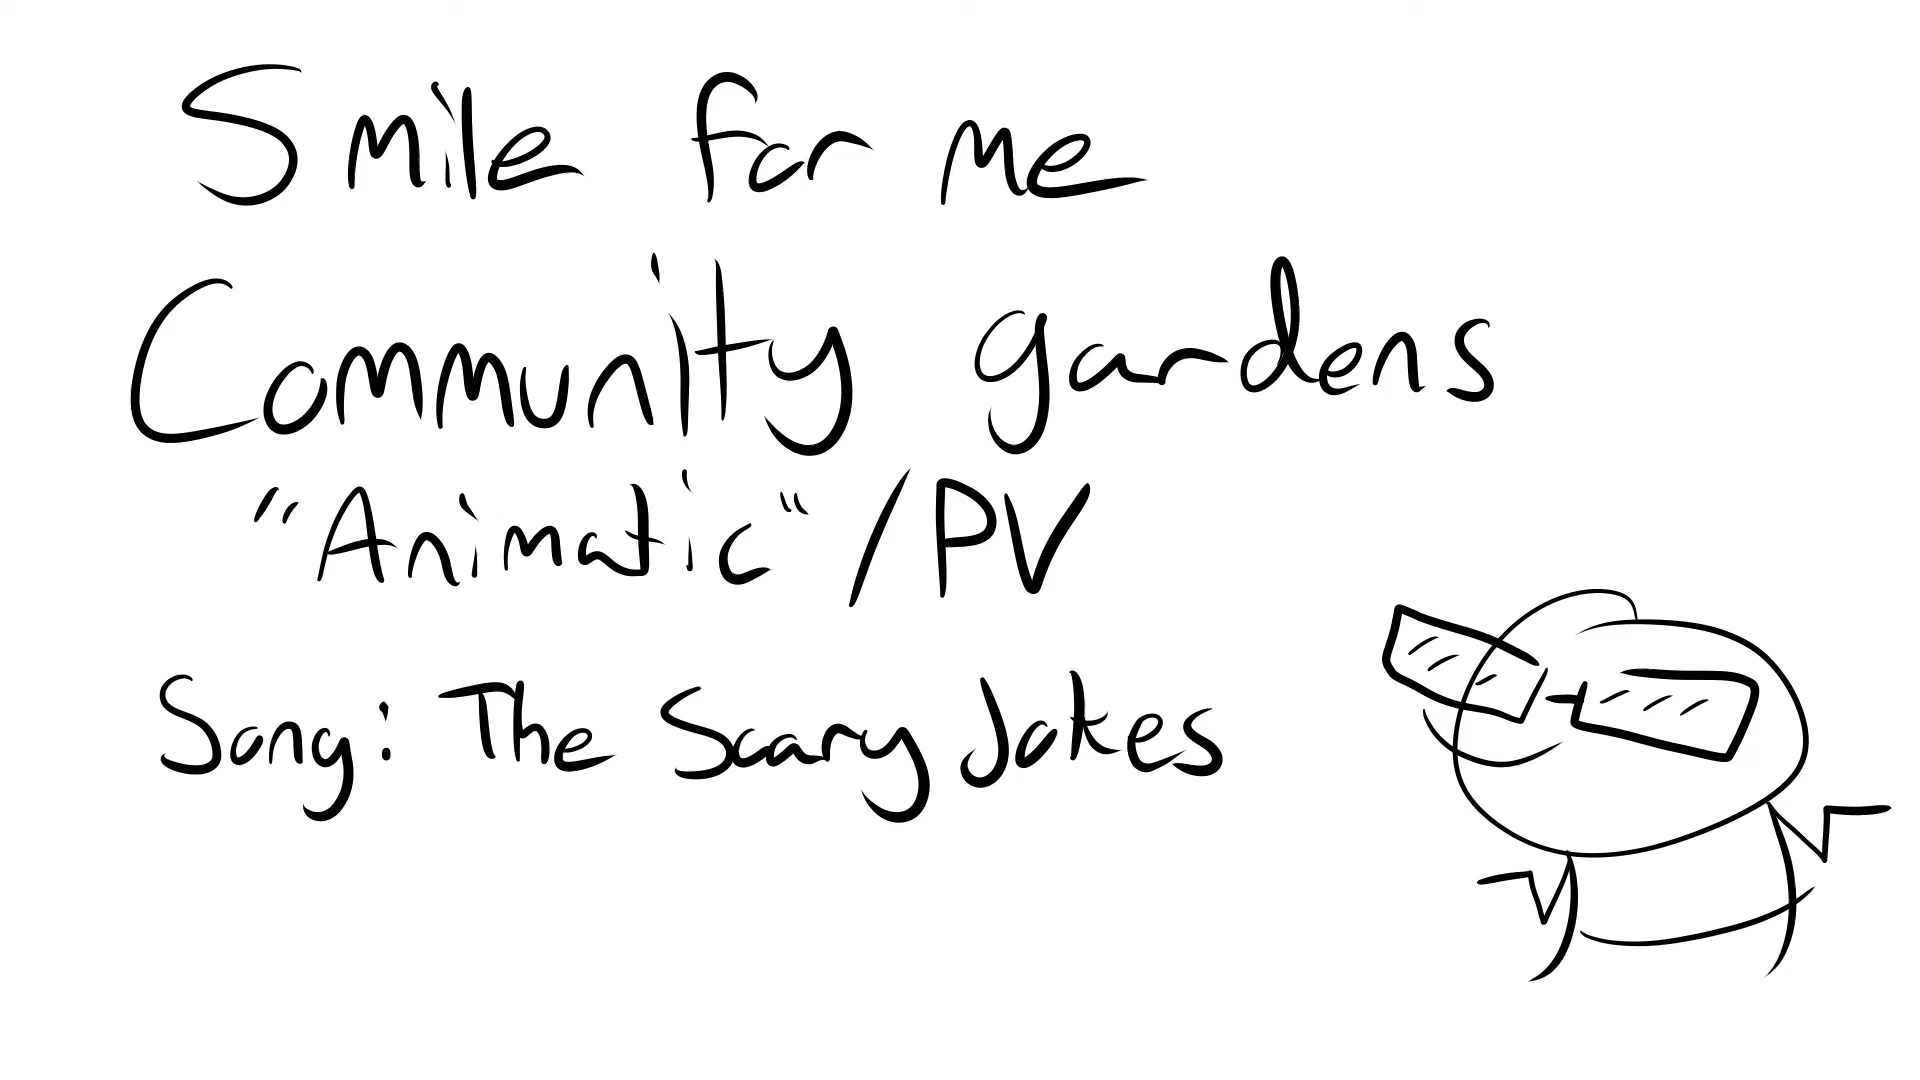 Smile for me
Community gardens
"Animatic" / PV
Song: The Scary Jokes